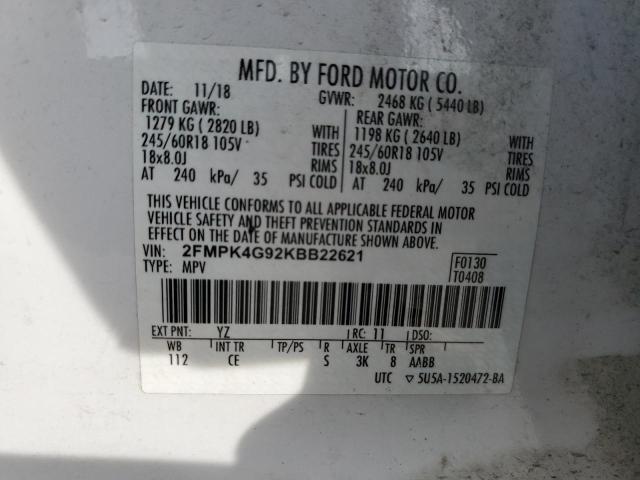 MFD. BY FORD MOTOR CO.
DATE: 11/18 GVWR: 2468 KG ( 5440 LB)
FRONT GAWR: REAR GAWR:
1279 KG ( 2820 LB) WITH 1198 KG ( 2640 LB) WITH
245/60R18 105V TIRES 245/60R18 105V TIRES
18x8.0J RIMS 18x8.0J RIMS
AT 240 kPa/ 35 PSI COLD AT 240 kPa/ 35 PSI COLD
THIS VEHICLE CONFORMS TO ALL APPLICABLE FEDERAL MOTOR
VEHICLE SAFETY AND THEFT PREVENTION STANDARDS IN
EFFECT ON THE DATE OF MANUFACTURE SHOWN ABOVE.
VIN: 2FMPK4G92KBB22621 F0130
TYPE: MPV T0408
EXT PNT: YZ RC: 11 DSO:
WB INT TR TP/PS R AXLE TR SPR
112 CE S 3K 8 AABB
UTC ▽ 5U5A-1520472-BA